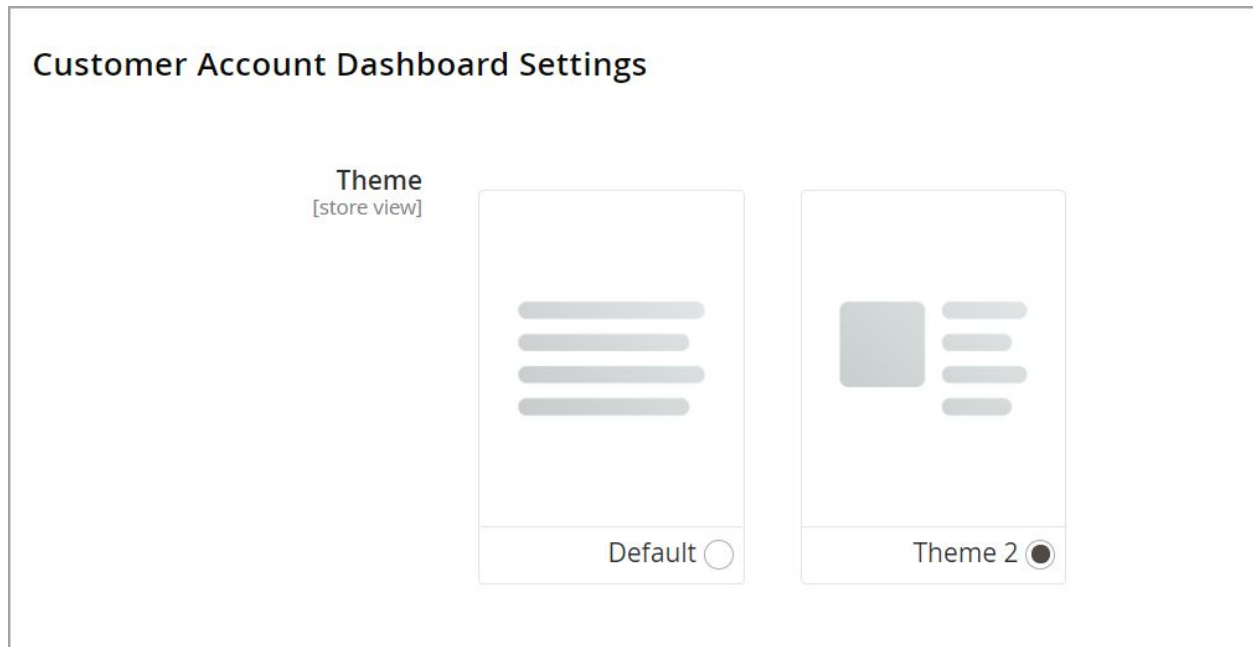 Customer Account Dashboard Settings
Theme
[store view]
Default
Theme 2